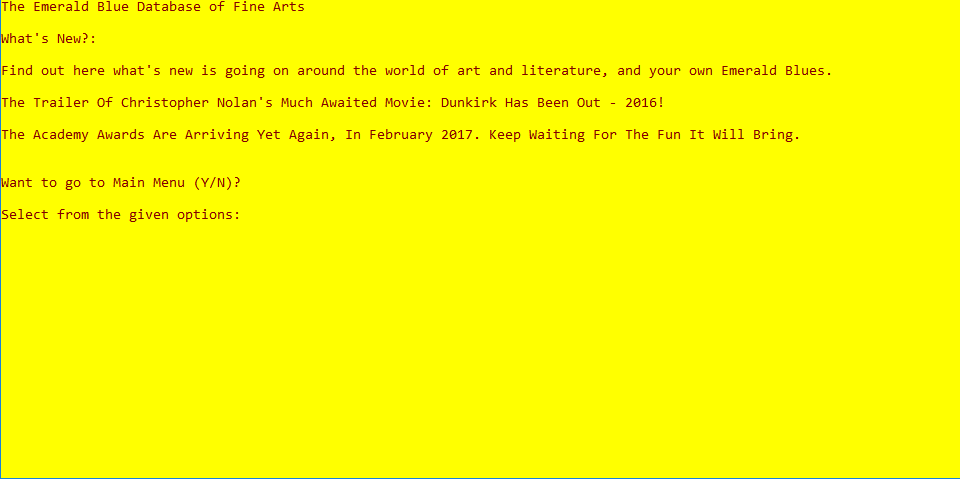 The Emerald Blue Database of Fine Arts
What's New?:
Find out here what's new is going on around the world of art and literature, and your own Emerald Blues.
The Trailer Of Christopher Nolan's Much Awaited Movie: Dunkirk Has Been Out - 2016!
The Academy Awards Are Arriving Yet Again, In February 2017. Keep Waiting For The Fun It Will Bring.
Want to go to Main Menu (Y/N)?
Select from the given options: